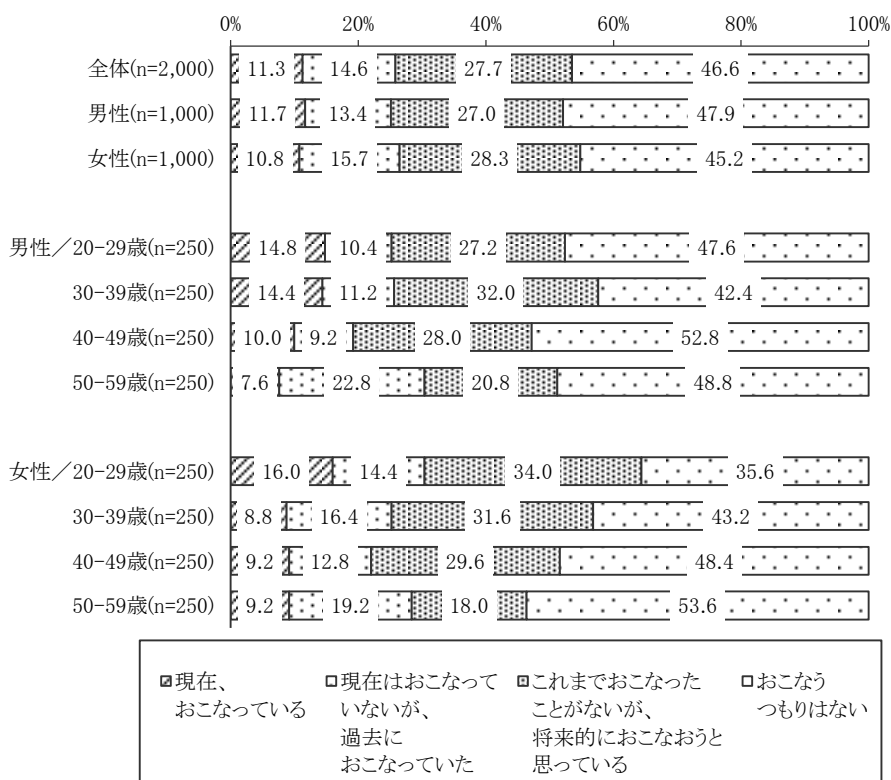 0% 20% 40% 60% 80% 100%
全体(n=2,000) 11.3 14.6 27.7 46.6
男性(n=1,000) 11.7 13.4 27.0 47.9
女性(n=1,000) 10.8 15.7 28.3 45.2
男性／20-29歳(n=250) 14.8 10.4 27.2 47.6
30-39歳(n=250) 14.4 11.2 32.0 42.4
40-49歳(n=250) 10.0 9.2 28.0 52.8
50-59歳(n=250) 7.6 22.8 20.8 48.8
女性／20-29歳(n=250) 16.0 14.4 34.0 35.6
30-39歳(n=250) 8.8 16.4 31.6 43.2
40-49歳(n=250) 9.2 12.8 29.6 48.4
50-59歳(n=250) 9.2 19.2 18.0 53.6
現在、
おこなっている
現在はおこなって
いないが、
過去に
おこなっていた
これまでおこなった
ことがないが、
将来的におこなおうと
思っている
おこなう
つもりはない